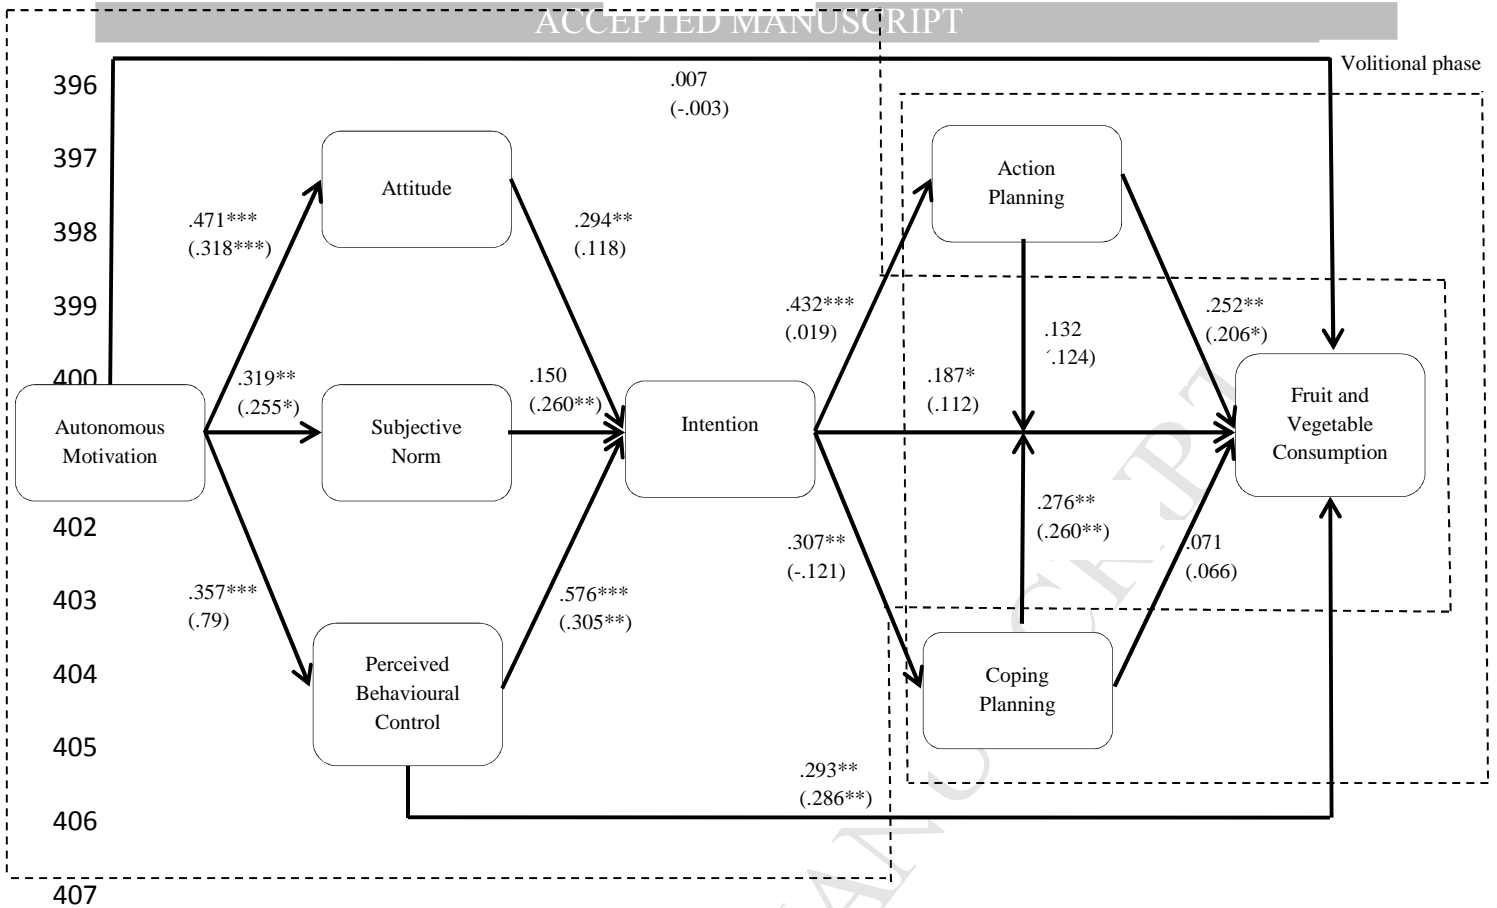 ACCEPTED MANUSCRIPT
Volitional phase
396
.007
(-.003)
397
Attitude
Action
Planning
398
.471***
(.318***)
.294**
(.118)
399
.432***
(.019)
.132
.124)
.252**
(.206*)
400
.319**
(.255*)
.150
(.260**)
.187*
(.112)
Autonomous
Motivation
Subjective
Norm
Intention
Fruit and
Vegetable
Consumption
402
.276**
(.260**)
.307**
(-.121)
.071
(.066)
403
.357***
(.79)
.576***
(.305**)
404
Perceived
Behavioural
Control
Coping
Planning
405
.293**
(.286**)
406
407